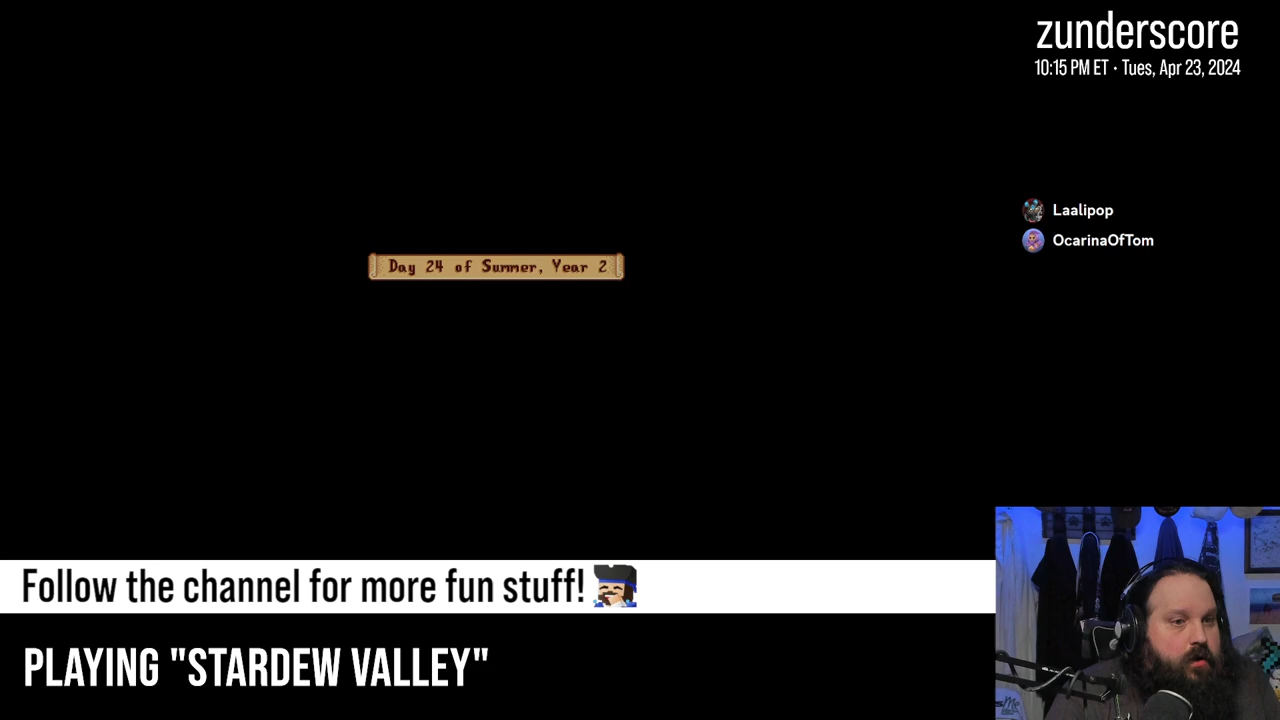 zunderscore
10:15 PM ET · Tues, Apr 23, 2024
Laalipop
OcarinaOfTom
Day 24 of Summer, Year 2
Follow the channel for more fun stuff!
PLAYING "STARDEW VALLEY"